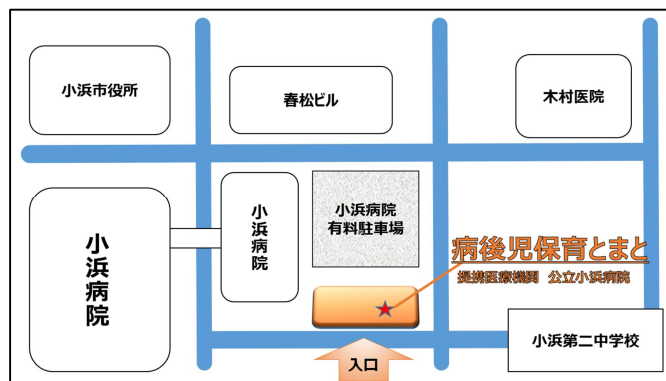 小浜市役所
春松ビル
木村医院
小浜病院
小浜病院
小浜病院
有料駐車場
病後児保育とまと
提携医療機関 公立小浜病院
小浜第二中学校
入口